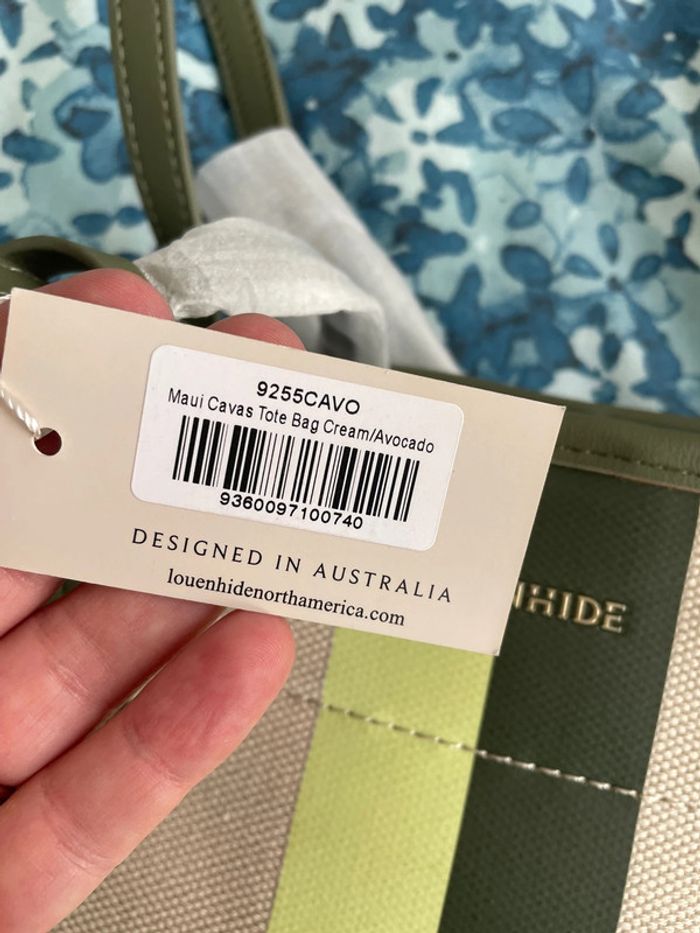 9255CAVO
Maui Cavas Tote Bag Cream/Avocado
9360097100740
DESIGNED IN AUSTRALIA
louenhidenorthamerica.com
HIDE